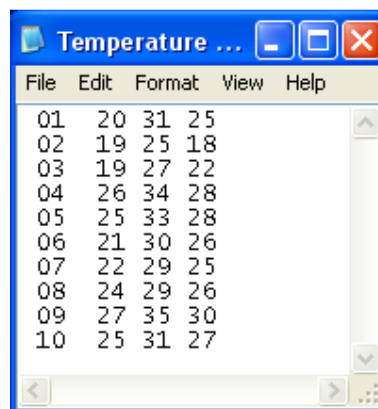 Temperature ...
File Edit Format View Help
01 20 31 25
02 19 25 18
03 19 27 22
04 26 34 28
05 25 33 28
06 21 30 26
07 22 29 25
08 24 29 26
09 27 35 30
10 25 31 27